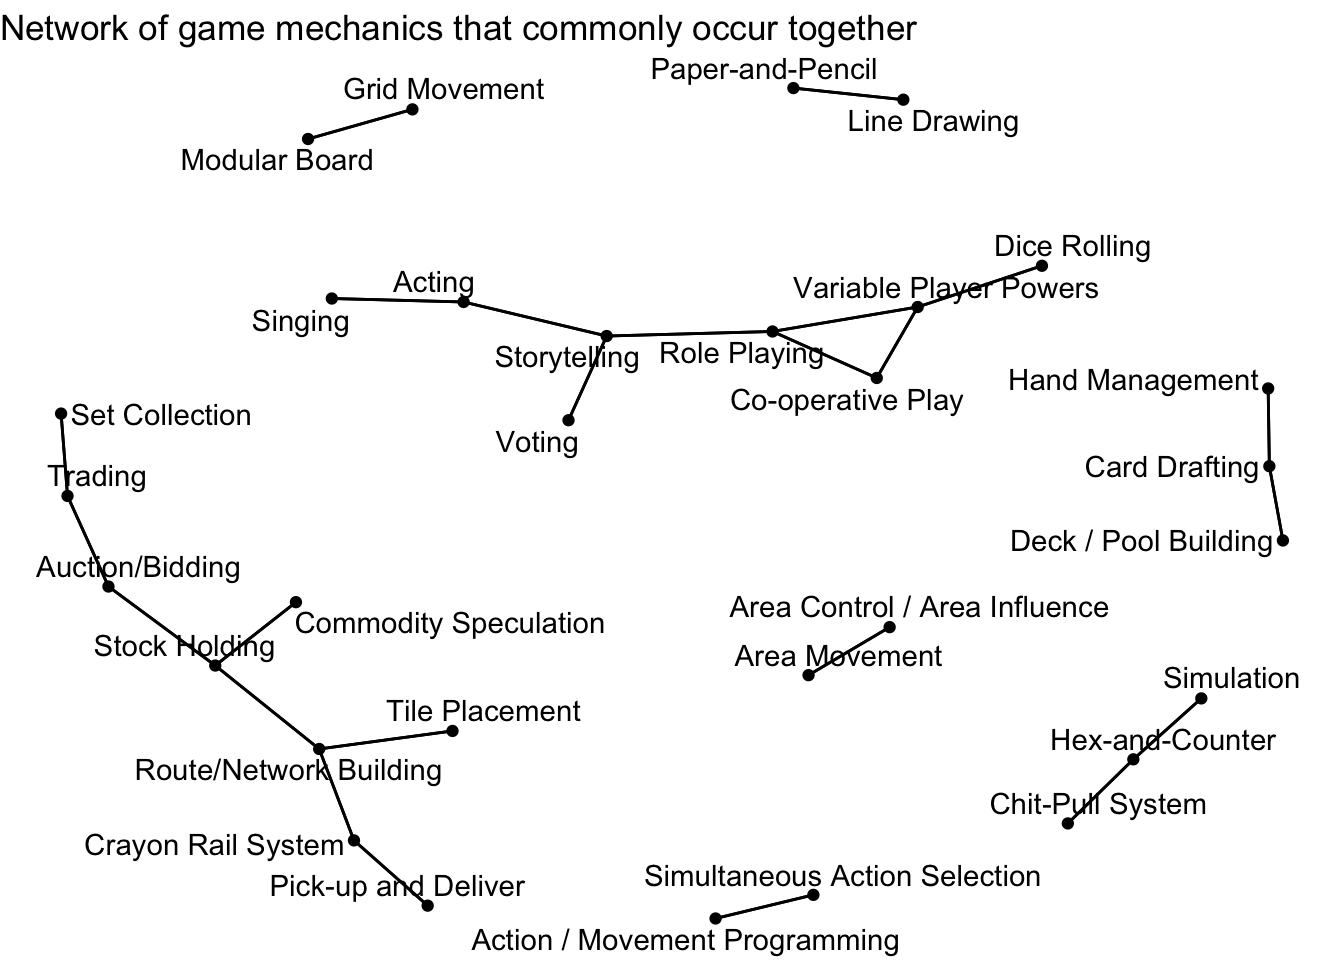 Network of game mechanics that commonly occur together
Paper-and-Pencil
Grid Movement
Line Drawing
Modular Board
Dice Rolling
Acting
Variable Player Powers
Singing
Storytelling
Role Playing
Hand Management
Co-operative Play
Set Collection
Voting
Card Drafting
Trading
Deck / Pool Building
Auction/Bidding
Area Control / Area Influence
Commodity Speculation
Stock Holding
Area Movement
Simulation
Tile Placement
Hex-and-Counter
Route/Network Building
Chit-Pull System
Crayon Rail System
Simultaneous Action Selection
Pick-up and Deliver
Action / Movement Programming